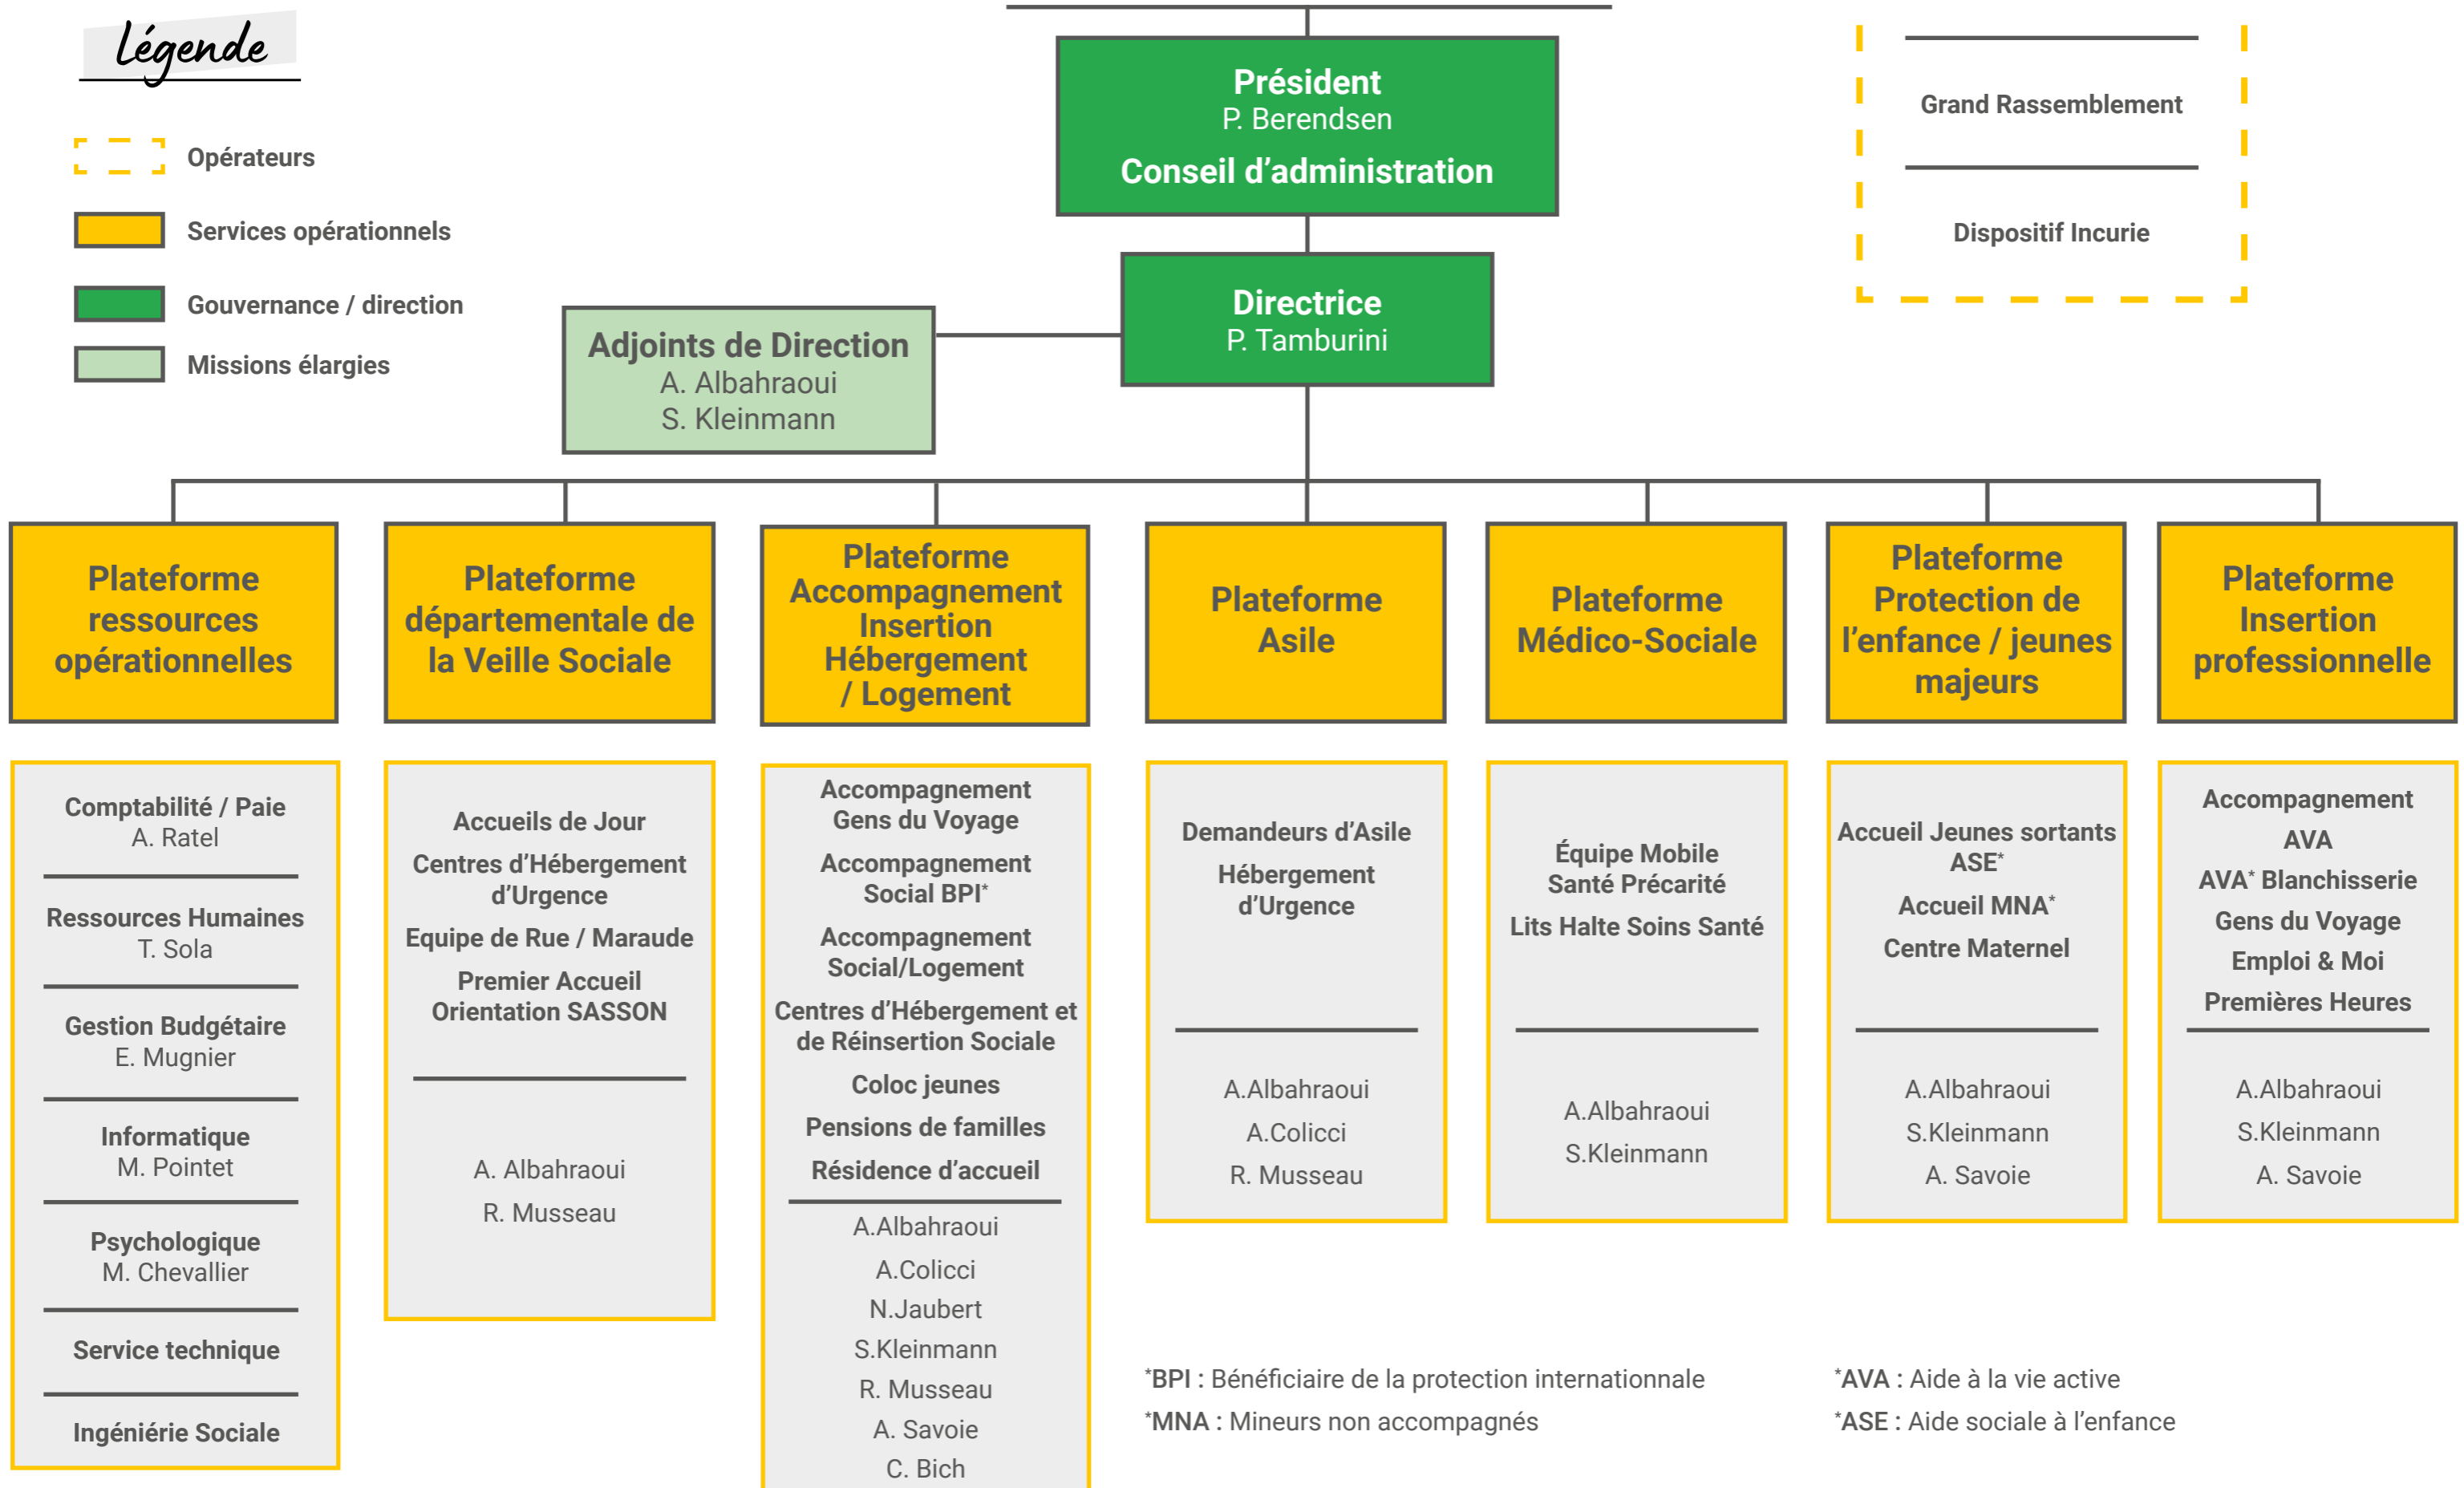 Légende
Opérateurs
Services opérationnels
Gouvernance / direction
Missions élargies
Président
P. Berendsen
Conseil d’administration
Grand Rassemblement
Dispositif Incurie
Directrice
P. Tamburini
Adjoints de Direction
A. Albahraoui
S. Kleinmann
Plateforme
ressources
opérationnelles
Comptabilité / Paie
A. Ratel
Ressources Humaines
T. Sola
Gestion Budgétaire
E. Mugnier
Informatique
M. Pointet
Psychologique
M. Chevallier
Service technique
Ingéniérie Sociale
Plateforme
départementale de
la Veille Sociale
Accueils de Jour
Centres d’Hébergement
d’Urgence
Equipe de Rue / Maraude
Premier Accueil
Orientation SASSON
A. Albahraoui
R. Musseau
Plateforme
Accompagnement
Insertion
Hébergement
/ Logement
Accompagnement
Gens du Voyage
Accompagnement
Social BPI*
Accompagnement
Social/Logement
Centres d’Hébergement et
de Réinsertion Sociale
Coloc jeunes
Pensions de familles
Résidence d’accueil
A.Albahraoui
A.Colicci
N.Jaubert
S.Kleinmann
R. Musseau
A. Savoie
C. Bich
Plateforme
Asile
Demandeurs d’Asile
Hébergement
d’Urgence
A.Albahraoui
A.Colicci
R. Musseau
Plateforme
Médico-Sociale
Équipe Mobile
Santé Précarité
Lits Halte Soins Santé
A.Albahraoui
S.Kleinmann
Plateforme
Protection de
l’enfance / jeunes
majeurs
Accueil Jeunes sortants
ASE*
Accueil MNA*
Centre Maternel
A.Albahraoui
S.Kleinmann
A. Savoie
Plateforme
Insertion
professionnelle
Accompagnement
AVA
AVA* Blanchisserie
Gens du Voyage
Emploi & Moi
Premières Heures
A.Albahraoui
S.Kleinmann
A. Savoie
*BPI : Bénéficiaire de la protection internationnale
*MNA : Mineurs non accompagnés
*AVA : Aide à la vie active
*ASE : Aide sociale à l’enfance